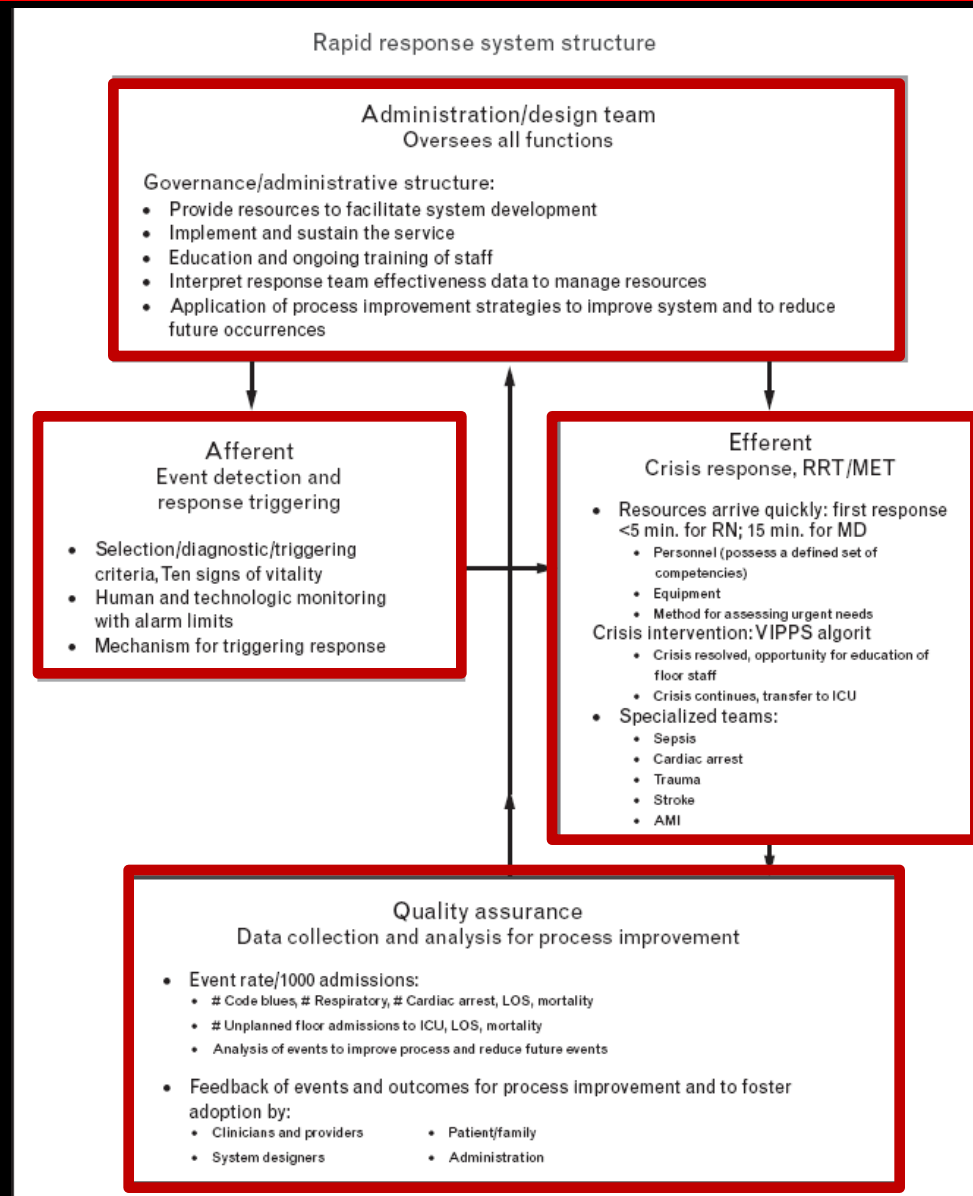 Rapid response system structure
Administration/design team
Oversees all functions
Governance/administrative structure:
• Provide resources to facilitate system development
• Implement and sustain the service
• Education and ongoing training of staff
• Interpret response team effectiveness data to manage resources
• Application of process improvement strategies to improve system and to reduce
future occurrences
Afferent
Event detection and
response triggering
• Selection/diagnostic/triggering
criteria, Ten signs of vitality
• Human and technologic monitoring
with alarm limits
• Mechanism for triggering response
Efferent
Crisis response, RRT/MET
• Resources arrive quickly: first response
<5 min. for RN; 15 min. for MD
• Personnel (possess a defined set of
competencies)
• Equipment
• Method for assessing urgent needs
Crisis intervention: VIPPS algorit
• Crisis resolved, opportunity for education of
floor staff
• Crisis continues, transfer to ICU
• Specialized teams:
• Sepsis
• Cardiac arrest
• Trauma
• Stroke
• AMI
Quality assurance
Data collection and analysis for process improvement
• Event rate/1000 admissions:
• # Code blues, # Respiratory, # Cardiac arrest, LOS, mortality
• # Unplanned floor admissions to ICU, LOS, mortality
• Analysis of events to improve process and reduce future events
• Feedback of events and outcomes for process improvement and to foster
adoption by:
• Clinicians and providers • Patient/family
• System designers • Administration